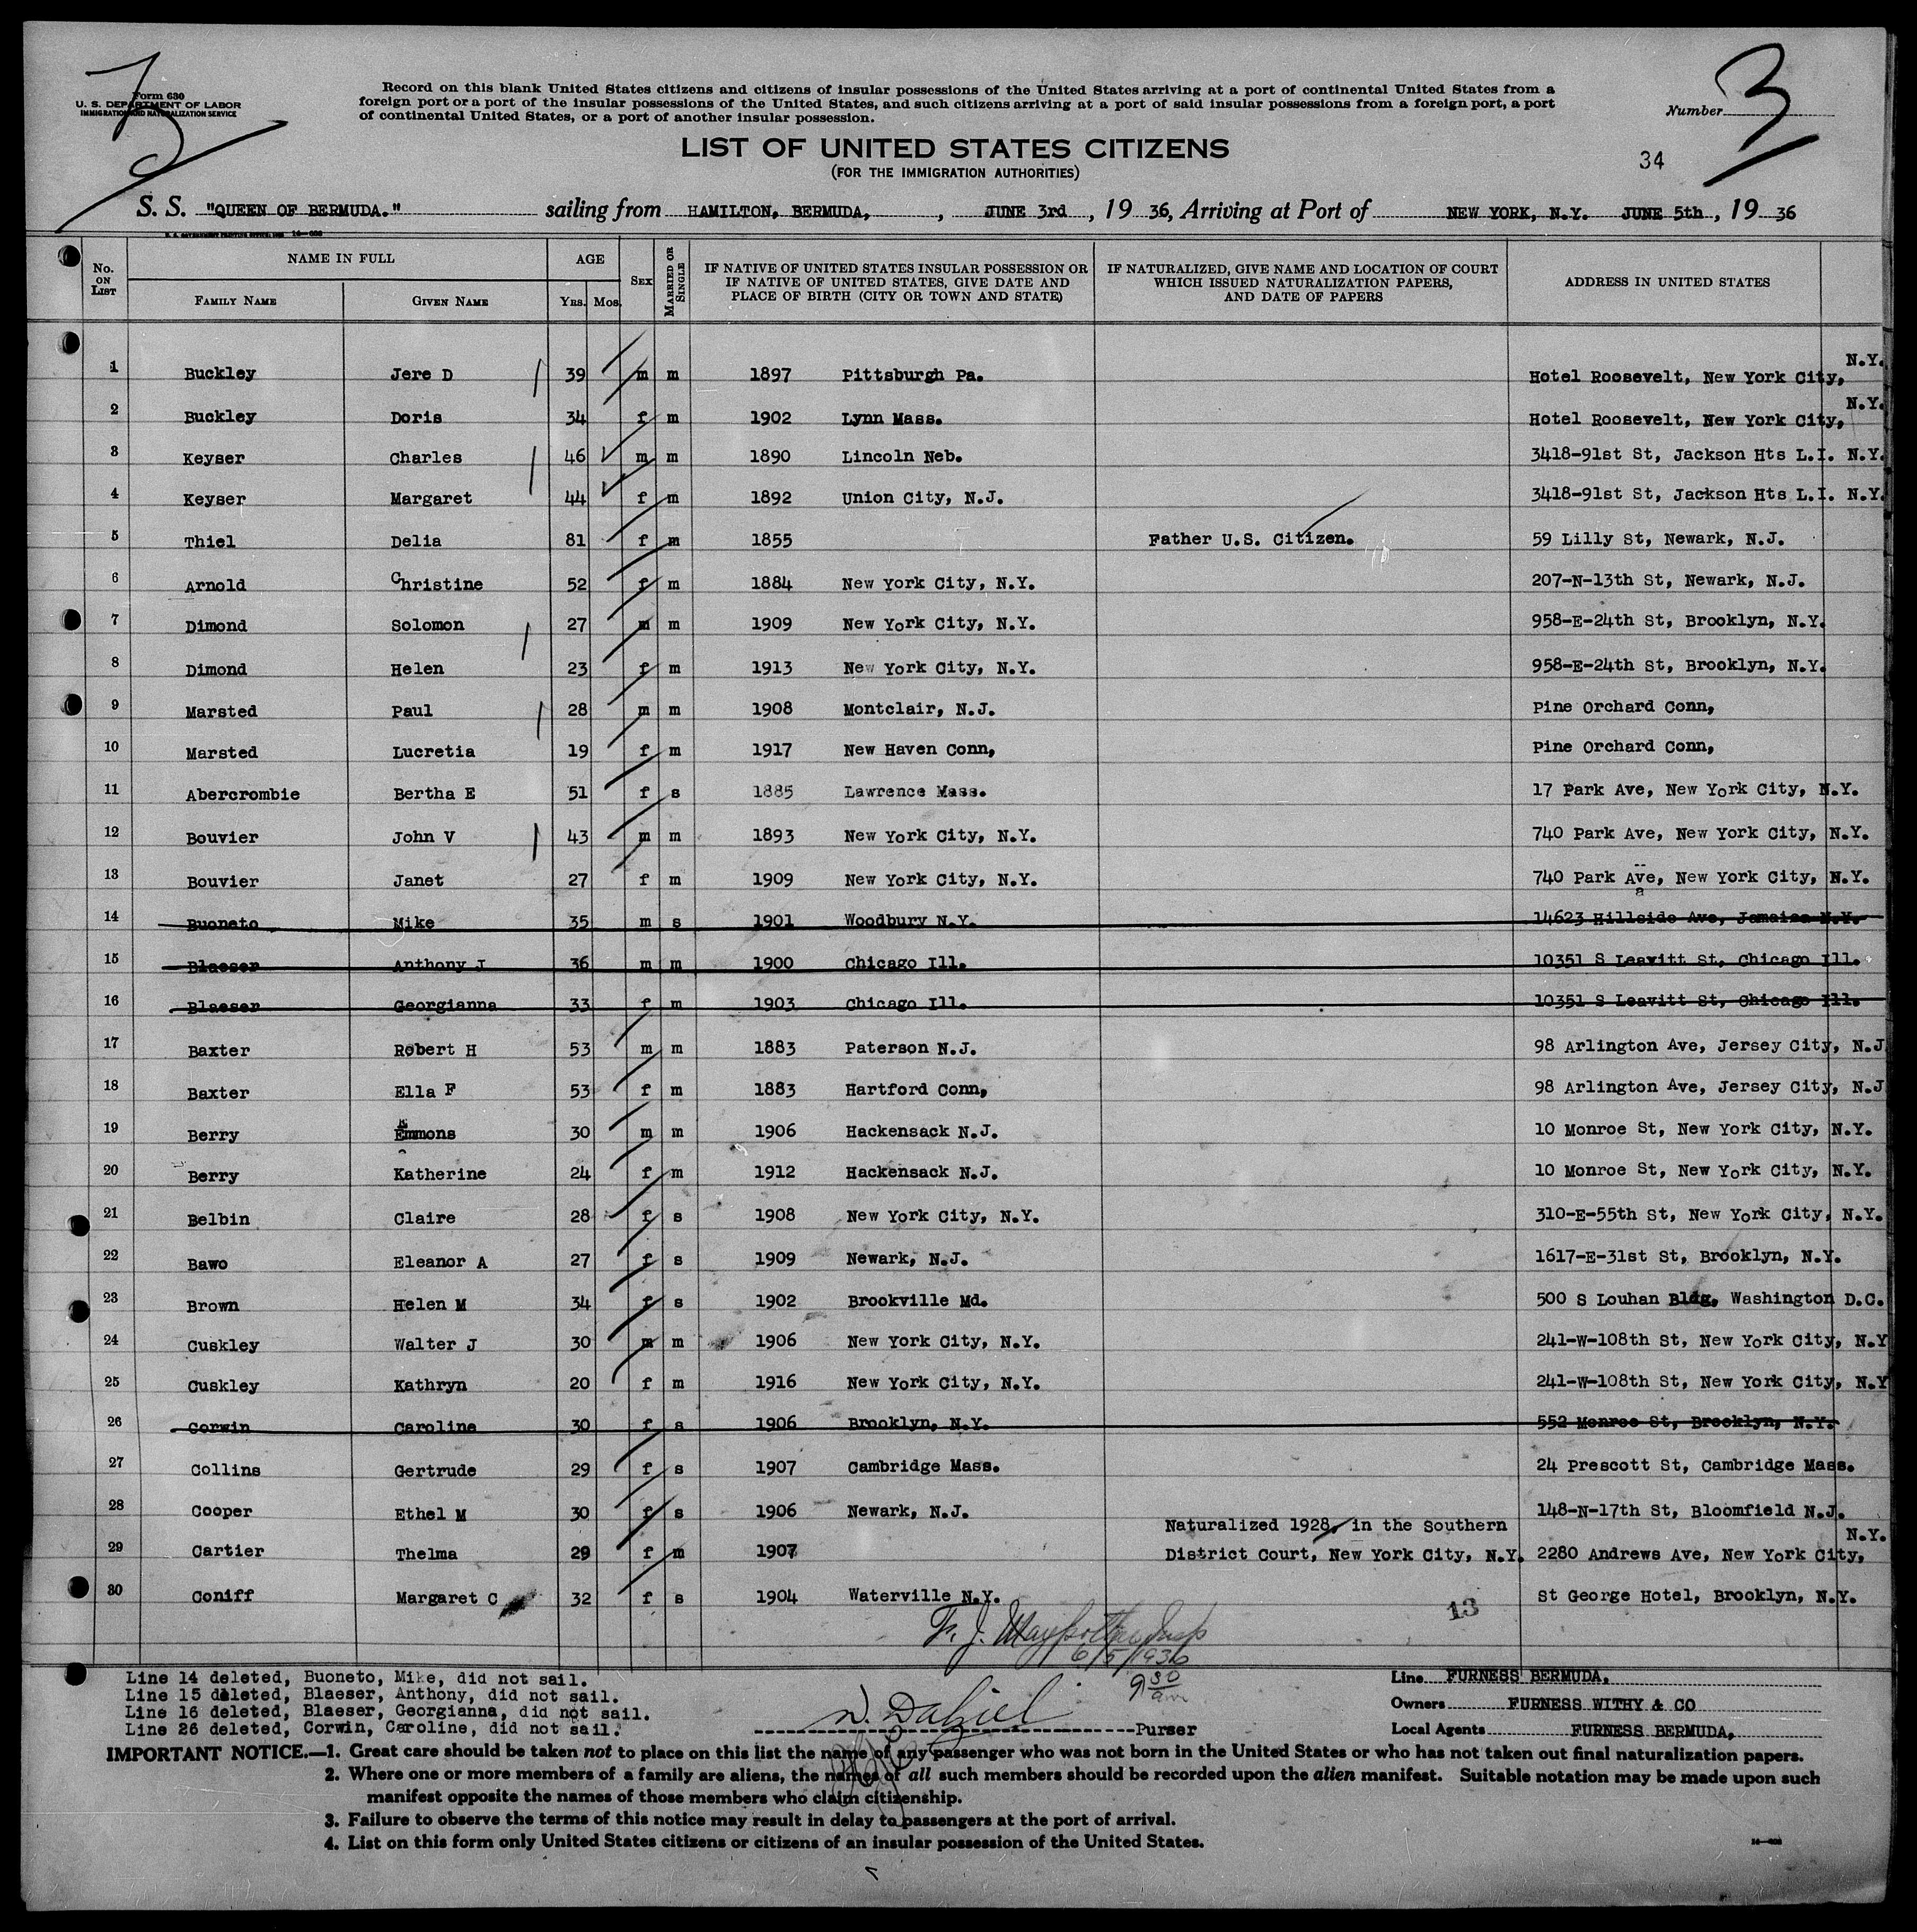 Form 630
U. S. DEPARTMENT OF LABOR
IMMIGRATION AND NATURALIZATION SERVICE
Record on this blank United States citizens and citizens of insular possessions of the United States arriving at a port of continental United States from a
foreign port or a port of the insular possessions of the United States, and such citizens arriving at a port of said insular possessions from a foreign port, a port
of continental United States, or a port of another insular possession.
Number 3
LIST OF UNITED STATES CITIZENS
(FOR THE IMMIGRATION AUTHORITIES)
34
S. S. "QUEEN OF BERMUDA." sailing from HAMILTON, BERMUDA, , JUNE 3rd , 19 36, Arriving at Port of NEW YORK, N.Y. JUNE 5th , 19 36
No. ON LIST NAME IN FULL AGE SEX MARRIED OR SINGLE IF NATIVE OF UNITED STATES INSULAR POSSESSION OR IF NATIVE OF UNITED STATES, GIVE DATE AND PLACE OF BIRTH (CITY OR TOWN AND STATE) IF NATURALIZED, GIVE NAME AND LOCATION OF COURT WHICH ISSUED NATURALIZATION PAPERS, AND DATE OF PAPERS ADDRESS IN UNITED STATES
FAMILY NAME GIVEN NAME YRS. MOS.
1 Buckley Jere D 39 m m 1897 Pittsburgh Pa. Hotel Roosevelt, New York City, N.Y.
2 Buckley Doris 34 f m 1902 Lynn Mass. Hotel Roosevelt, New York City, N.Y.
3 Keyser Charles 46 m m 1890 Lincoln Neb. 3418-91st St, Jackson Hts L.I. N.Y.
4 Keyser Margaret 44 f m 1892 Union City, N.J. 3418-91st St, Jackson Hts L.I. N.Y.
5 Thiel Delia 81 f m 1855 Father U.S. Citizen. 59 Lilly St, Newark, N.J.
6 Arnold Christine 52 f m 1884 New York City, N.Y. 207-N-13th St, Newark, N.J.
7 Dimond Solomon 27 m m 1909 New York City, N.Y. 958-E-24th St, Brooklyn, N.Y.
8 Dimond Helen 23 f m 1913 New York City, N.Y. 958-E-24th St, Brooklyn, N.Y.
9 Marsted Paul 28 m m 1908 Montclair, N.J. Pine Orchard Conn,
10 Marsted Lucretia 19 f m 1917 New Haven Conn, Pine Orchard Conn,
11 Abercrombie Bertha E 51 f s 1885 Lawrence Mass. 17 Park Ave, New York City, N.Y.
12 Bouvier John V 43 m m 1893 New York City, N.Y. 740 Park Ave, New York City, N.Y.
13 Bouvier Janet 27 f m 1909 New York City, N.Y. 740 Park Ave, New York City, N.Y.
14 Buoneto Mike 35 m s 1901 Woodbury N.Y. 14623 Hillside Ave, Jamaica N.Y.
15 Blaeser Anthony J 36 m m 1900 Chicago Ill. 10351 S Leavitt St, Chicago Ill.
16 Blaeser Georgianna 33 f m 1903 Chicago Ill. 10351 S Leavitt St, Chicago Ill.
17 Baxter Robert H 53 m m 1883 Paterson N.J. 98 Arlington Ave, Jersey City, N.J
18 Baxter Ella F 53 f m 1883 Hartford Conn, 98 Arlington Ave, Jersey City, N.J
19 Berry Emmons 30 m m 1906 Hackensack N.J. 10 Monroe St, New York City, N.Y.
20 Berry Katherine 24 f m 1912 Hackensack N.J. 10 Monroe St, New York City, N.Y.
21 Belbin Claire 28 f s 1908 New York City, N.Y. 310-E-55th St, New York City, N.Y.
22 Bawo Eleanor A 27 f s 1909 Newark, N.J. 1617-E-31st St, Brooklyn, N.Y.
23 Brown Helen M 34 f s 1902 Brookville Md. 500 S Louhan Bldg, Washington D.C.
24 Cuskley Walter J 30 m m 1906 New York City, N.Y. 241-W-108th St, New York City, N.Y
25 Cuskley Kathryn 20 f m 1916 New York City, N.Y. 241-W-108th St, New York City, N.Y
26 Corwin Caroline 30 f s 1906 Brooklyn, N.Y. 552 Monroe St, Brooklyn, N.Y.
27 Collins Gertrude 29 f s 1907 Cambridge Mass. 24 Prescott St, Cambridge Mass.
28 Cooper Ethel M 30 f s 1906 Newark, N.J. 148-N-17th St, Bloomfield N.J.
29 Cartier Thelma 29 f m 1907 Naturalized 1928, in the Southern District Court, New York City, N.Y. 2280 Andrews Ave, New York City, N.Y.
30 Coniff Margaret C 32 f s 1904 Waterville N.Y. St George Hotel, Brooklyn, N.Y.
13
6/5/1936
9 30 am
Line 14 deleted, Buoneto, Mike, did not sail.
Line 15 deleted, Blaeser, Anthony, did not sail.
Line 16 deleted, Blaeser, Georgianna, did not sail.
Line 26 deleted, Corwin, Caroline, did not sail.
Purser
Line FURNESS BERMUDA,
Owners FURNESS WITHY & CO
Local Agents FURNESS BERMUDA,
IMPORTANT NOTICE.—1. Great care should be taken not to place on this list the name of any passenger who was not born in the United States or who has not taken out final naturalization papers.
2. Where one or more members of a family are aliens, the names of all such members should be recorded upon the alien manifest. Suitable notation may be made upon such
manifest opposite the names of those members who claim citizenship.
3. Failure to observe the terms of this notice may result in delay to passengers at the port of arrival.
4. List on this form only United States citizens or citizens of an insular possession of the United States.